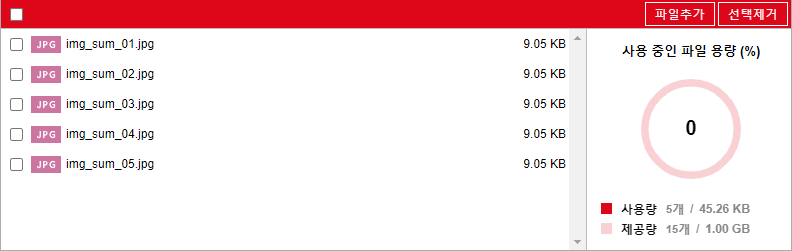 파일추가 선택제거
JPG img_sum_01.jpg 9.05 KB
JPG img_sum_02.jpg 9.05 KB
JPG img_sum_03.jpg 9.05 KB
JPG img_sum_04.jpg 9.05 KB
JPG img_sum_05.jpg 9.05 KB
사용 중인 파일 용량 (%)
0
사용량 5개 / 45.26 KB
제공량 15개 / 1.00 GB